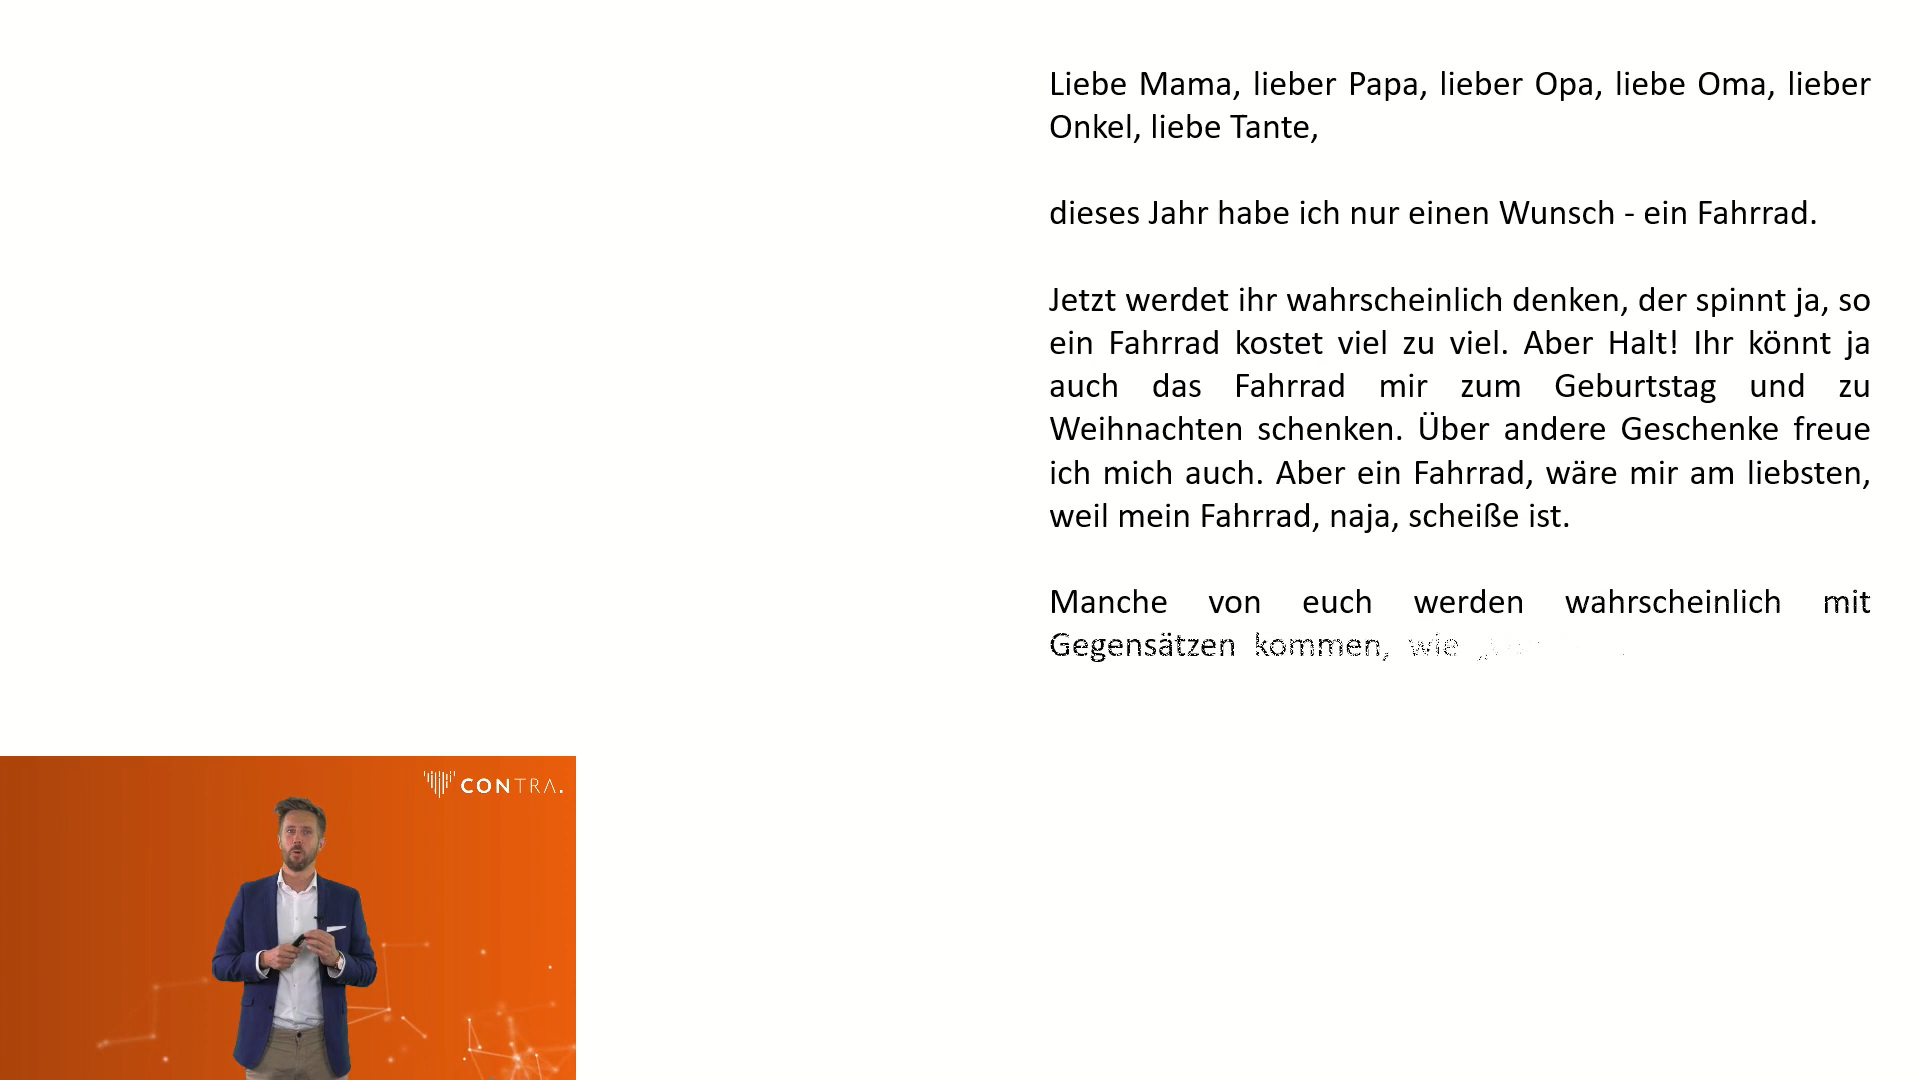 Liebe Mama, lieber Papa, lieber Opa, liebe Oma, lieber
Onkel, liebe Tante,
dieses Jahr habe ich nur einen Wunsch - ein Fahrrad.
Jetzt werdet ihr wahrscheinlich denken, der spinnt ja, so
ein Fahrrad kostet viel zu viel. Aber Halt! Ihr könnt ja
auch das Fahrrad mir zum Geburtstag und zu
Weihnachten schenken. Über andere Geschenke freue
ich mich auch. Aber ein Fahrrad, wäre mir am liebsten,
weil mein Fahrrad, naja, scheiße ist.
Manche von euch werden wahrscheinlich mit
Gegensätzen kommen, wie
CONTRA.